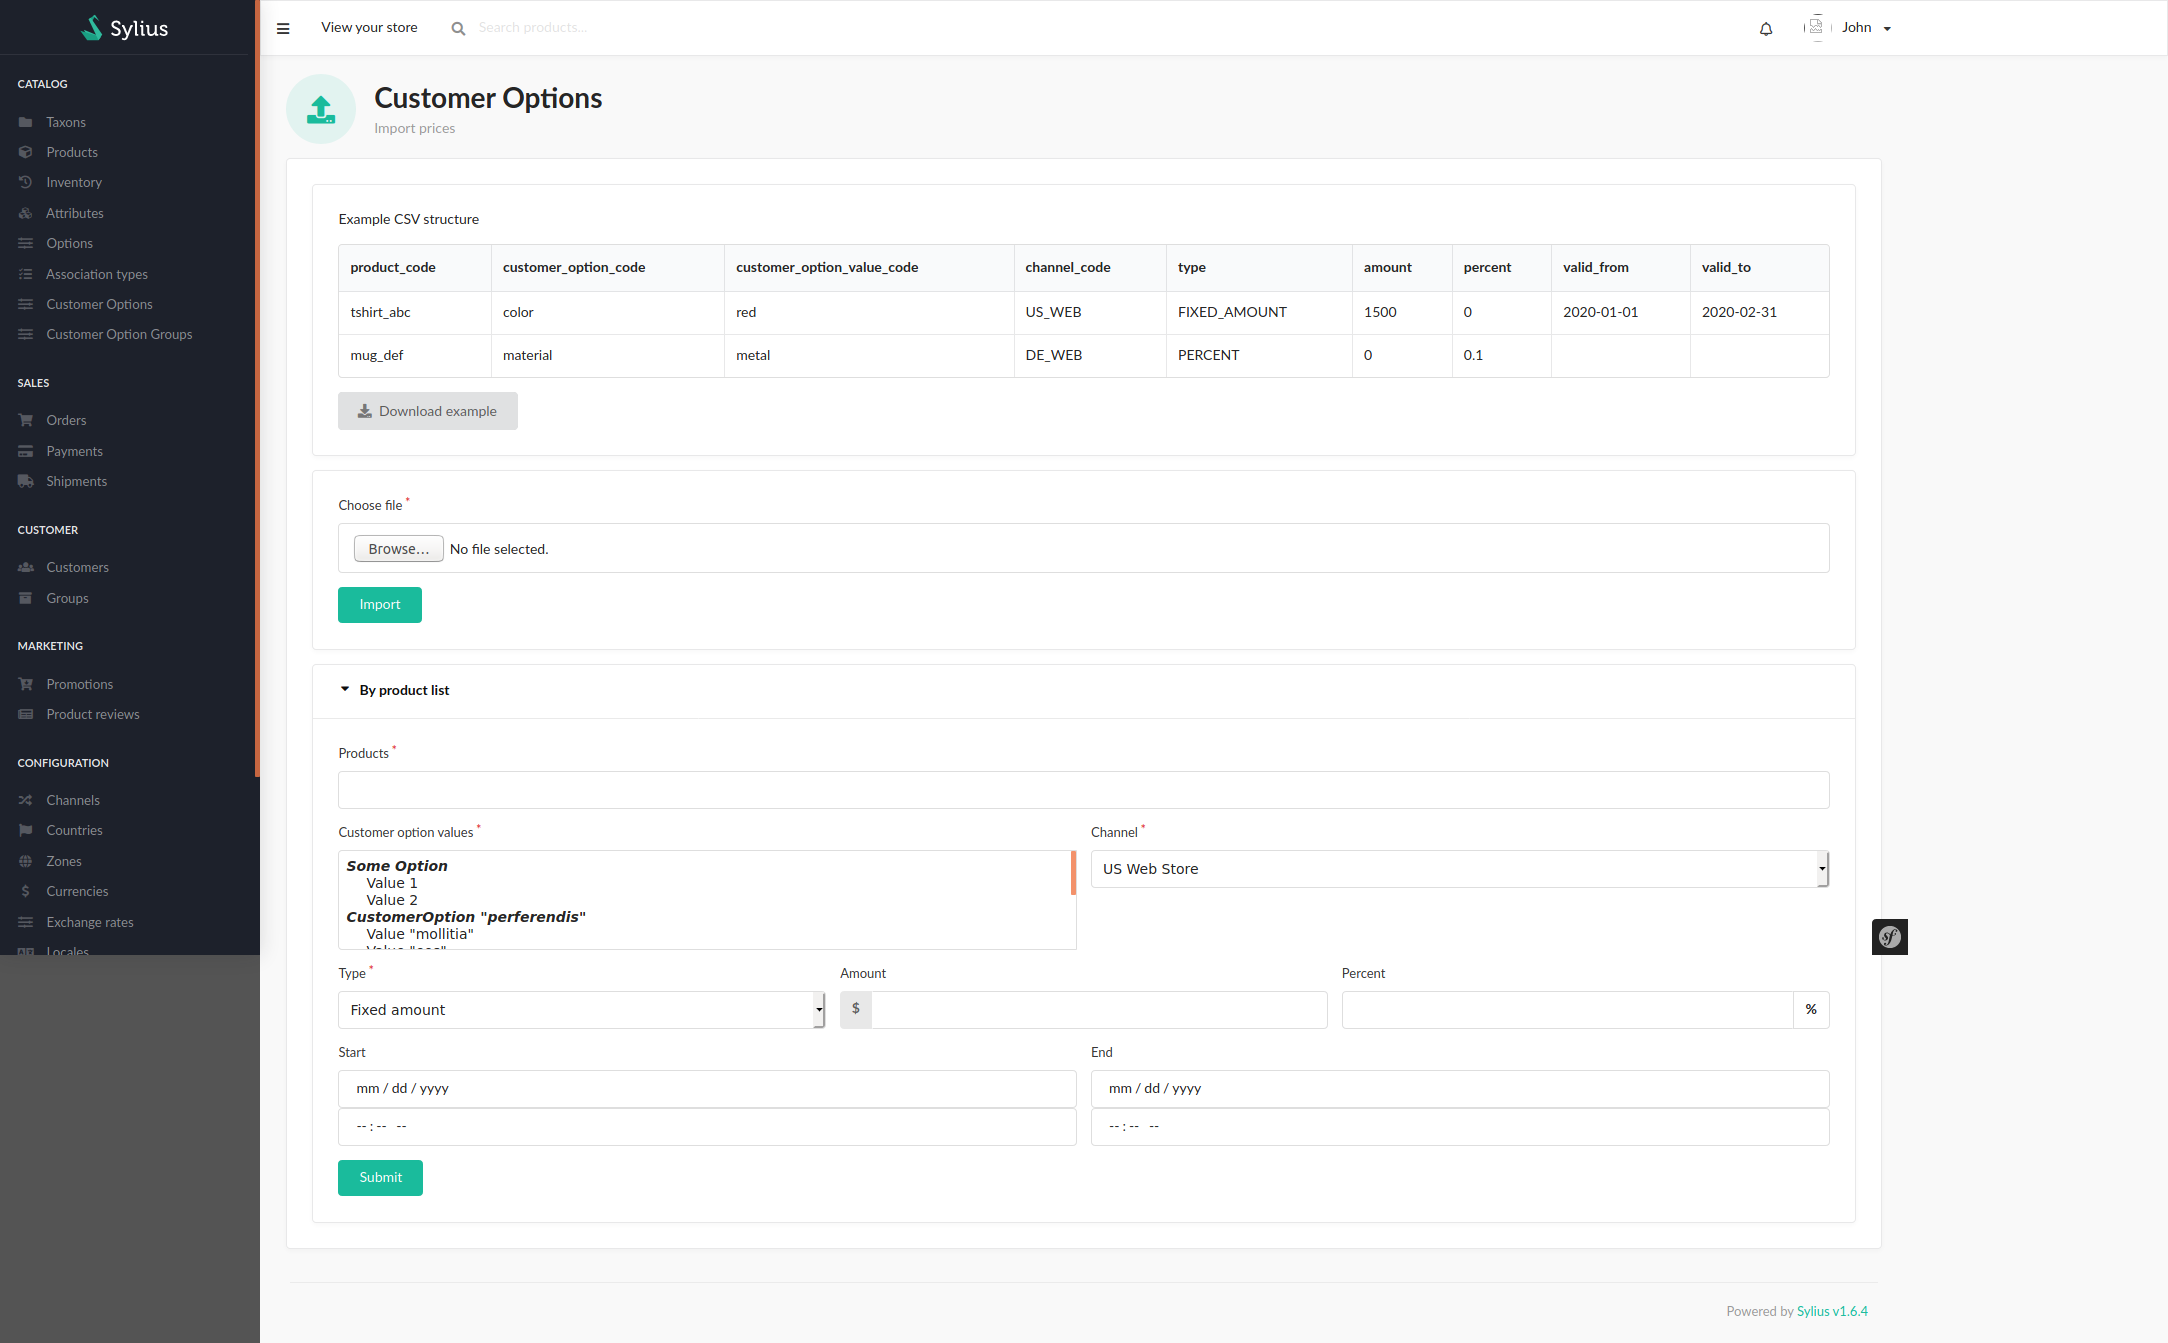 Sylius
View your store
Search products...
John
CATALOG
Taxons
Products
Inventory
Attributes
Options
Association types
Customer Options
Customer Option Groups
SALES
Orders
Payments
Shipments
CUSTOMER
Customers
Groups
MARKETING
Promotions
Product reviews
CONFIGURATION
Channels
Countries
Zones
Currencies
Exchange rates
Locales
Customer Options
Import prices
Example CSV structure
product_code customer_option_code customer_option_value_code channel_code type amount percent valid_from valid_to
tshirt_abc color red US_WEB FIXED_AMOUNT 1500 0 2020-01-01 2020-02-31
mug_def material metal DE_WEB PERCENT 0 0.1
Download example
Choose file *
Browse... No file selected.
Import
By product list
Products *
Customer option values * Channel *
Some Option
Value 1
Value 2
CustomerOption "perferendis"
Value "mollitia"
US Web Store
Type * Amount Percent
Fixed amount $ %
Start End
mm / dd / yyyy mm / dd / yyyy
-- : -- -- -- : -- --
Submit
sf
Powered by Sylius v1.6.4